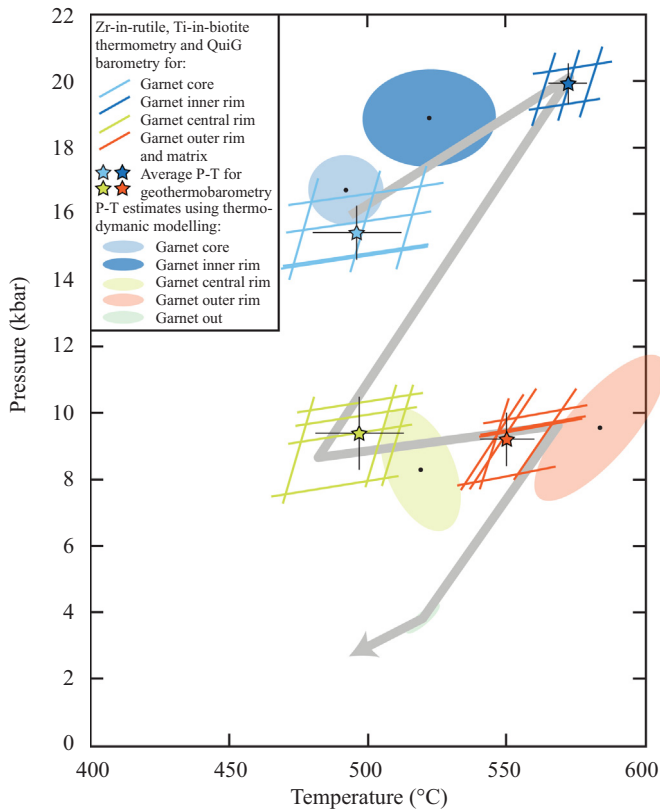 Zr-in-rutile, Ti-in-biotite
thermometry and QuiG
barometry for:
Garnet core
Garnet inner rim
Garnet central rim
Garnet outer rim
and matrix
Average P-T for
geothermobarometry
P-T estimates using thermo-
dymanic modelling:
Garnet core
Garnet inner rim
Garnet central rim
Garnet outer rim
Garnet out
Pressure (kbar)
22
20
18
16
14
12
10
8
6
4
2
0
400
500
550
600
Temperature (°C)